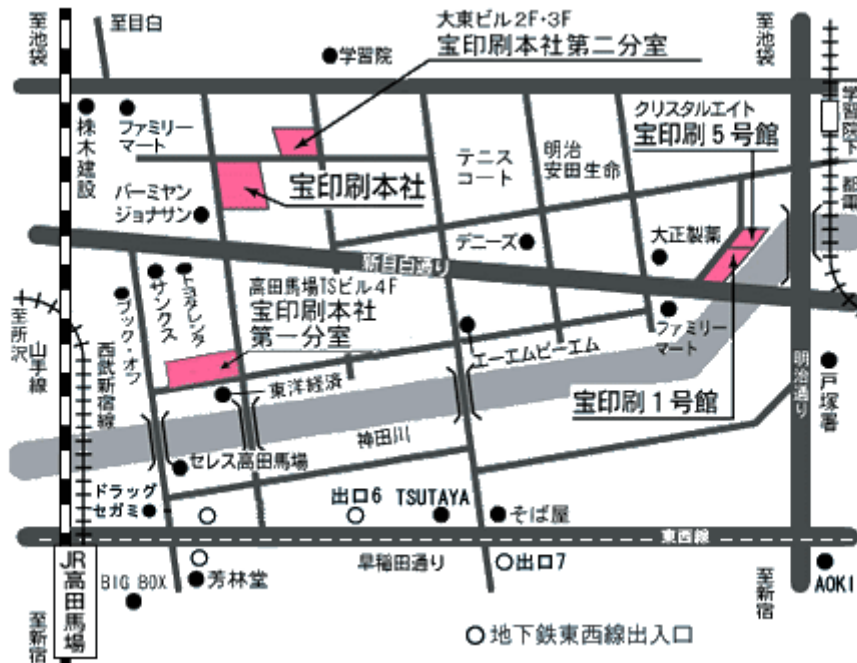 至池袋
至目白
大東ビル2F・3F
宝印刷本社第二分室
学習院
至池袋
学習院下
都電
株木建設
ファミリー
マート
クリスタルエイト
宝印刷5号館
テニス
コート
明治
安田生命
宝印刷本社
バーミヤン
ジョナサン
デニーズ
大正製薬
新目白通り
サンクス
トヨタレンタ
ブック・オフ
高田馬場TSビル4F
宝印刷本社
第一分室
至所沢
山手線
西武新宿線
ファミリー
マート
エーエムピーエム
東洋経済
宝印刷1号館
明治通り
戸塚署
神田川
セレス高田馬場
ドラッグ
セガミ
出口6
TSUTAYA
そば屋
東西線
早稲田通り
出口7
JR高田馬場
BIG BOX
芳林堂
至新宿
AOKI
至新宿
地下鉄東西線出入口